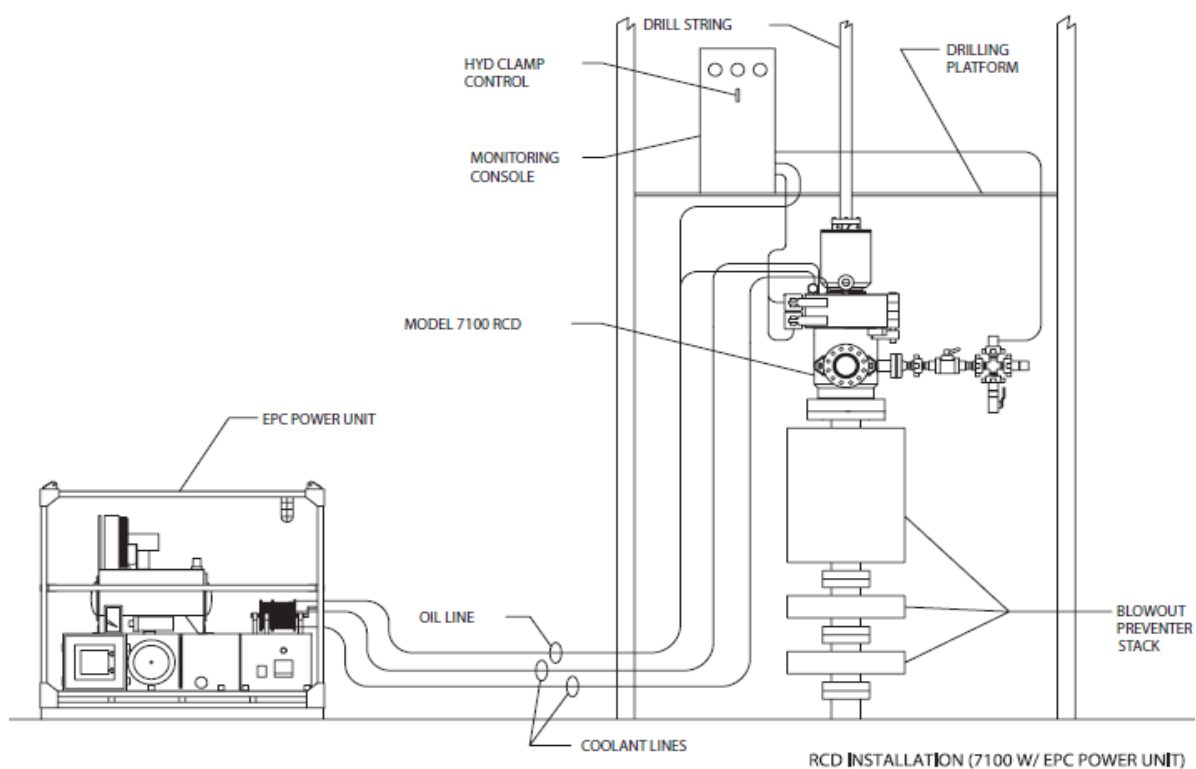 DRILL STRING
HYD CLAMP
CONTROL
DRILLING
PLATFORM
MONITORING
CONSOLE
MODEL 7100 RCD
EPC POWER UNIT
OIL LINE
BLOWOUT
PREVENTER
STACK
COOLANT LINES
RCD INSTALLATION (7100 W/ EPC POWER UNIT)